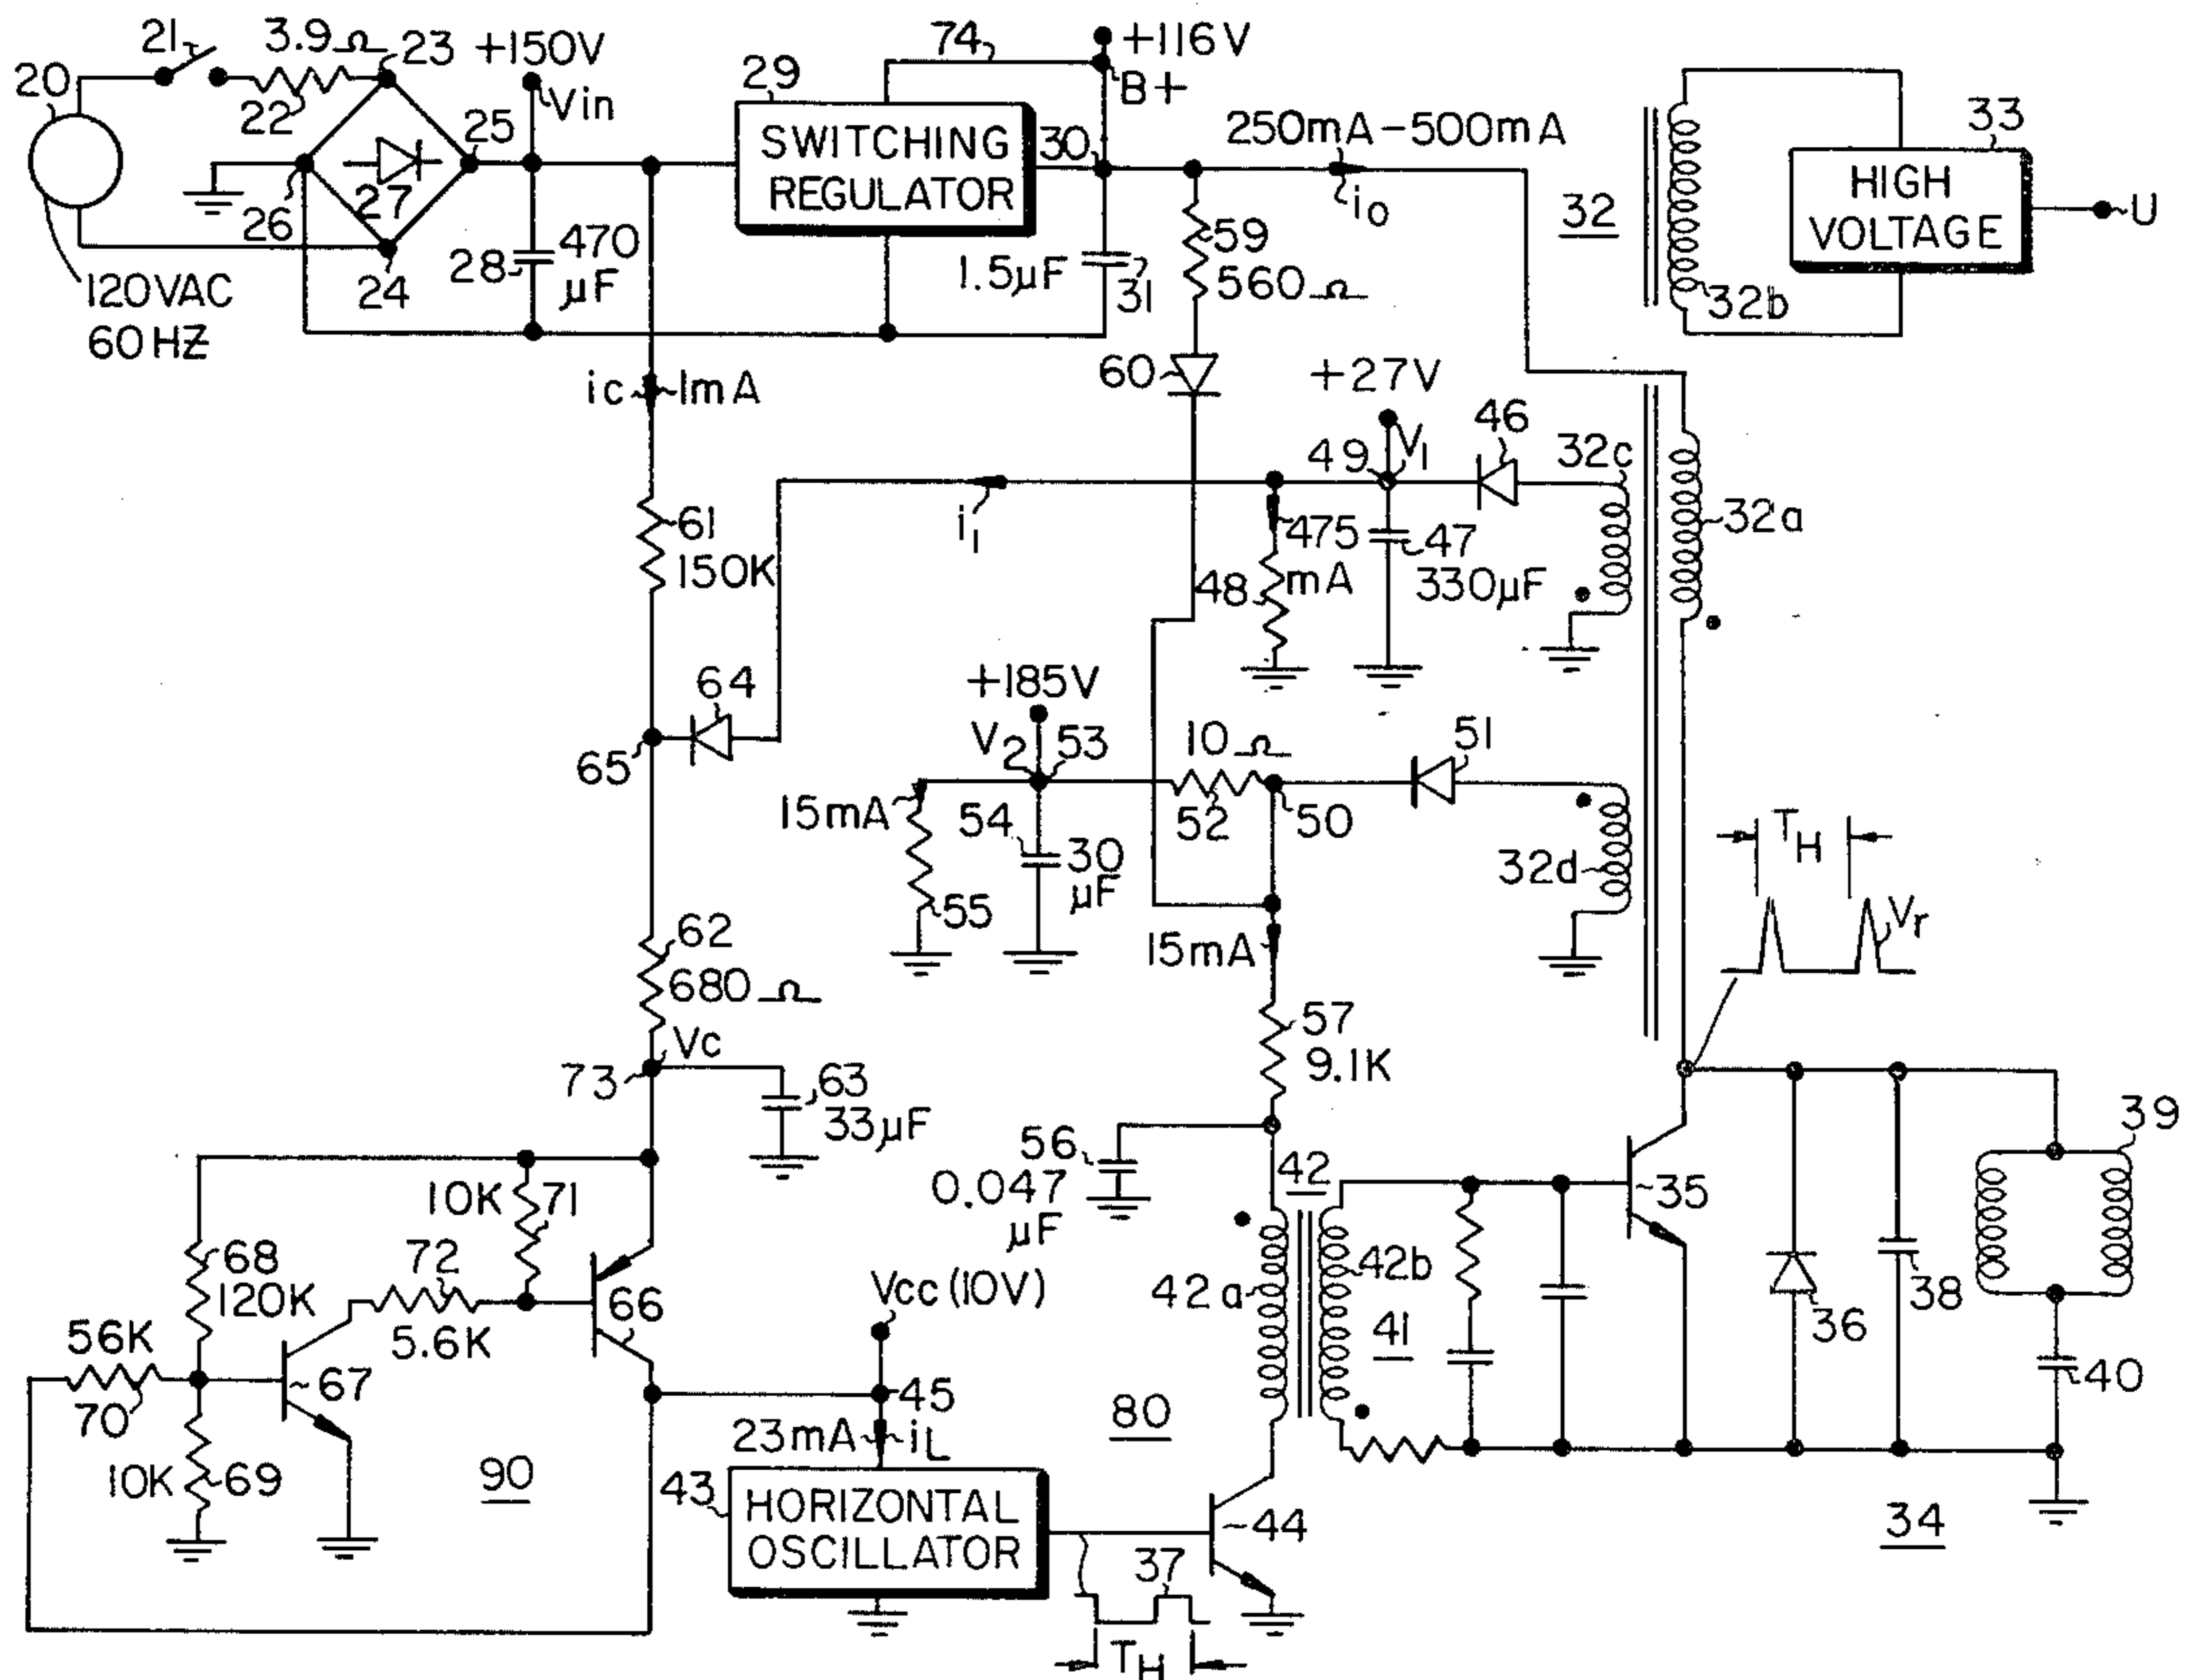 21
3.9Ω
23
+150V
74
+116V
20
29
B+
33
22
Vin
25
30
250mA-500mA
SWITCHING
REGULATOR
HIGH
VOLTAGE
U
26
27
24
28
470
µF
59
560Ω
i0
32
1.5µF
31
32b
120VAC
60HZ
ic
1mA
60
+27V
46
49
V1
32c
61
150K
i1
475
mA
48
47
330µF
32a
64
65
+185V
V2
53
10Ω
52
50
51
15mA
54
30
µF
55
32d
TH
Vr
62
680Ω
15mA
57
9.1K
Vc
73
63
33µF
56
0.047
µF
42
39
10K
71
35
68
120K
72
5.6K
66
Vcc (10V)
42a
42b
41
36
38
56K
70
67
45
40
10K
69
90
23mA
iL
80
43
HORIZONTAL
OSCILLATOR
44
37
34
TH